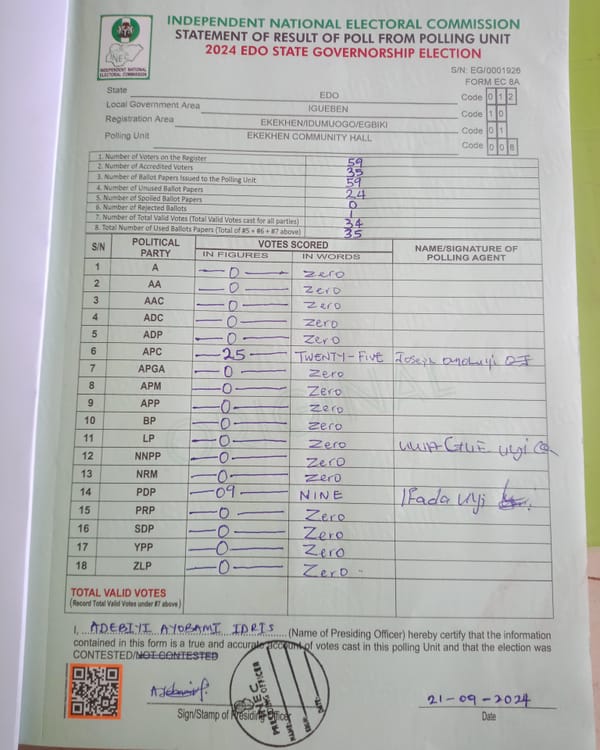 INDEPENDENT NATIONAL ELECTORAL COMMISSION
STATEMENT OF RESULT OF POLL FROM POLLING UNIT
2024 EDO STATE GOVERNORSHIP ELECTION
INEC
INDEPENDENT NATIONAL
ELECTORAL COMMISSION
S/N: EG/0001926
FORM EC 8A
State EDO Code 0 1 2
Local Government Area IGUEBEN Code 1 0
Registration Area EKEKHEN/IDUMUOGO/EGBIKI Code 0 1
Polling Unit EKEKHEN COMMUNITY HALL Code 0 0 8
1. Number of Voters on the Register 59
2. Number of Accredited Voters 35
3. Number of Ballot Papers Issued to the Polling Unit 59
4. Number of Unused Ballot Papers 24
5. Number of Spoiled Ballot Papers 0
6. Number of Rejected Ballots 1
7. Number of Total Valid Votes (Total Valid Votes cast for all parties) 34
8. Total Number of Used Ballots Papers (Total of #5 + #6 + #7 above) 35
S/N POLITICAL PARTY VOTES SCORED NAME/SIGNATURE OF POLLING AGENT
IN FIGURES IN WORDS
1 A 0 Zero
2 AA 0 Zero
3 AAC 0 Zero
4 ADC 0 Zero
5 ADP 0 Zero
6 APC 25 TWENTY-FIVE Joseph
7 APGA 0 Zero
8 APM 0 Zero
9 APP 0 Zero
10 BP 0 Zero
11 LP 0 Zero
12 NNPP 0 Zero
13 NRM 0 Zero
14 PDP 09 NINE IFada Uyi
15 PRP 0 Zero
16 SDP 0 Zero
17 YPP 0 Zero
18 ZLP 0 Zero
TOTAL VALID VOTES
(Record Total Valid Votes under #7 above)
I, ADEBIYI AYOBAMI IDRIS (Name of Presiding Officer) hereby certify that the information
contained in this form is a true and accurate account of votes cast in this polling Unit and that the election was
CONTESTED/NOT CONTESTED
INEC
PRESIDING OFFICER
21-09-2024
Sign/Stamp of Presiding Officer
Date